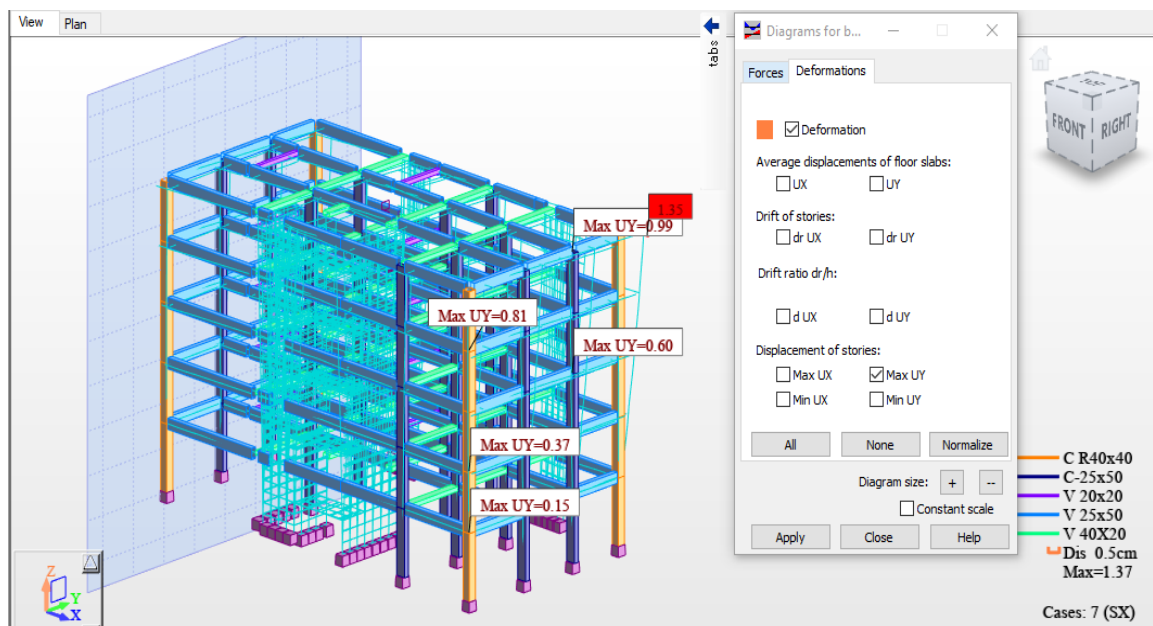 View
Plan
tabs
Diagrams for b...
Forces
Deformations
Deformation
Average displacements of floor slabs:
UX
UY
Drift of stories:
dr UX
dr UY
Drift ratio dr/h:
d UX
d UY
Displacement of stories:
Max UX
Max UY
Min UX
Min UY
All
None
Normalize
Diagram size:
+
--
Constant scale
Apply
Close
Help
TOP
FRONT
RIGHT
1.35
Max UY=0.99
Max UY=0.81
Max UY=0.60
Max UY=0.37
Max UY=0.15
C R40x40
C-25x50
V 20x20
V 25x50
V 40X20
Dis 0.5cm
Max=1.37
Cases: 7 (SX)
Z
Y
X